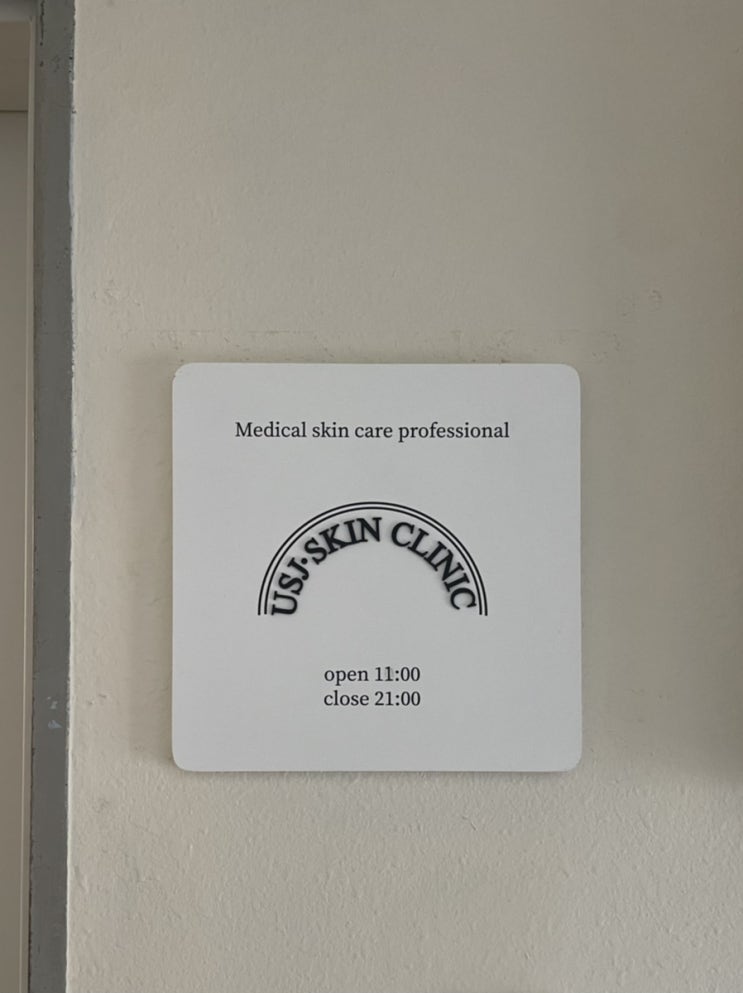 Medical skin care professional
USJ·SKIN CLINIC
open 11:00
close 21:00